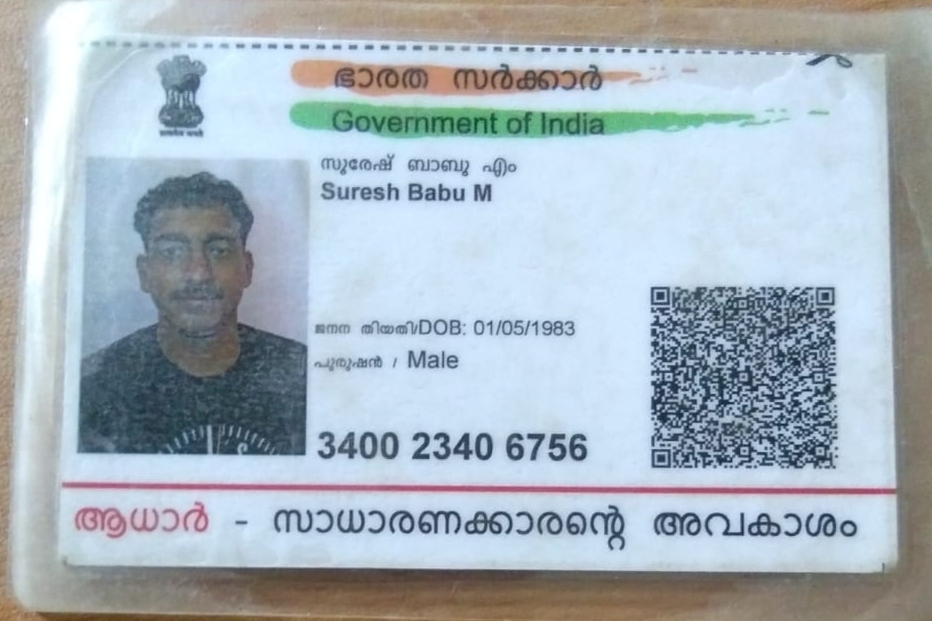 ഭാരത സർക്കാർ
Government of India
സുരേഷ് ബാബു എം
Suresh Babu M
ജനന തിയതി/DOB: 01/05/1983
പുരുഷൻ / Male
3400 2340 6756
ആധാർ - സാധാരണക്കാരന്റെ അവകാശം